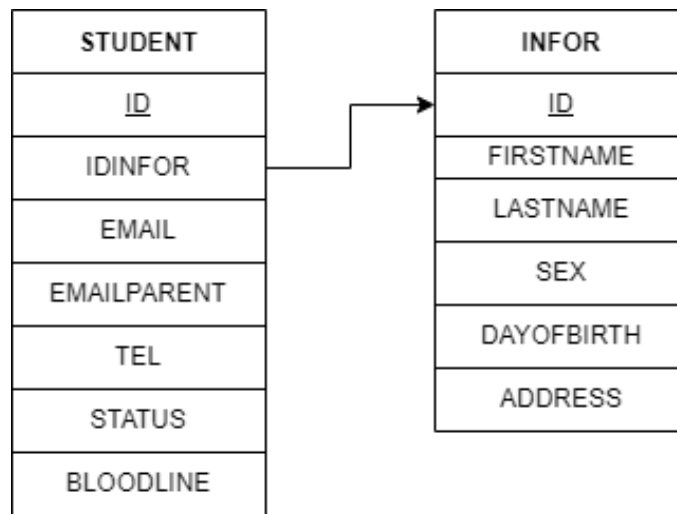 STUDENT
ID
IDINFOR
EMAIL
EMAILPARENT
TEL
STATUS
BLOODLINE
INFOR
ID
FIRSTNAME
LASTNAME
SEX
DAYOFBIRTH
ADDRESS